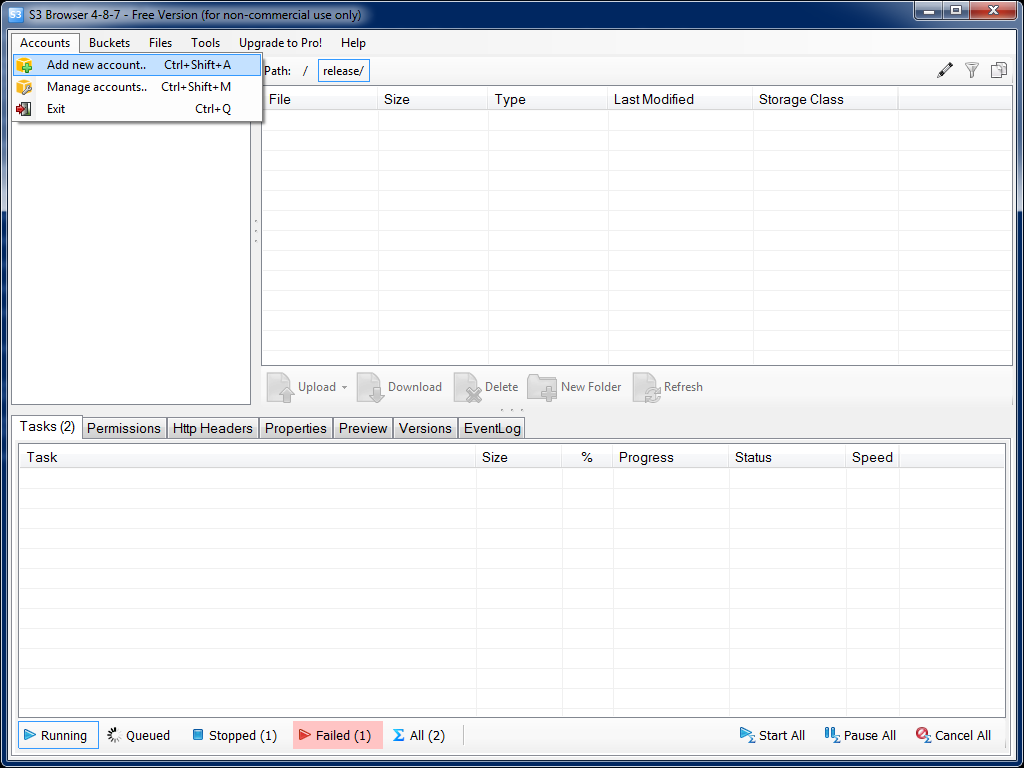 S3 S3 Browser 4-8-7 - Free Version (for non-commercial use only)
Accounts Buckets Files Tools Upgrade to Pro! Help
Add new account.. Ctrl+Shift+A
Manage accounts.. Ctrl+Shift+M
Exit Ctrl+Q
Path: / release/
File Size Type Last Modified Storage Class
Upload Download Delete New Folder Refresh
Tasks (2) Permissions Http Headers Properties Preview Versions EventLog
Task Size % Progress Status Speed
Running Queued Stopped (1) Failed (1) All (2) Start All Pause All Cancel All